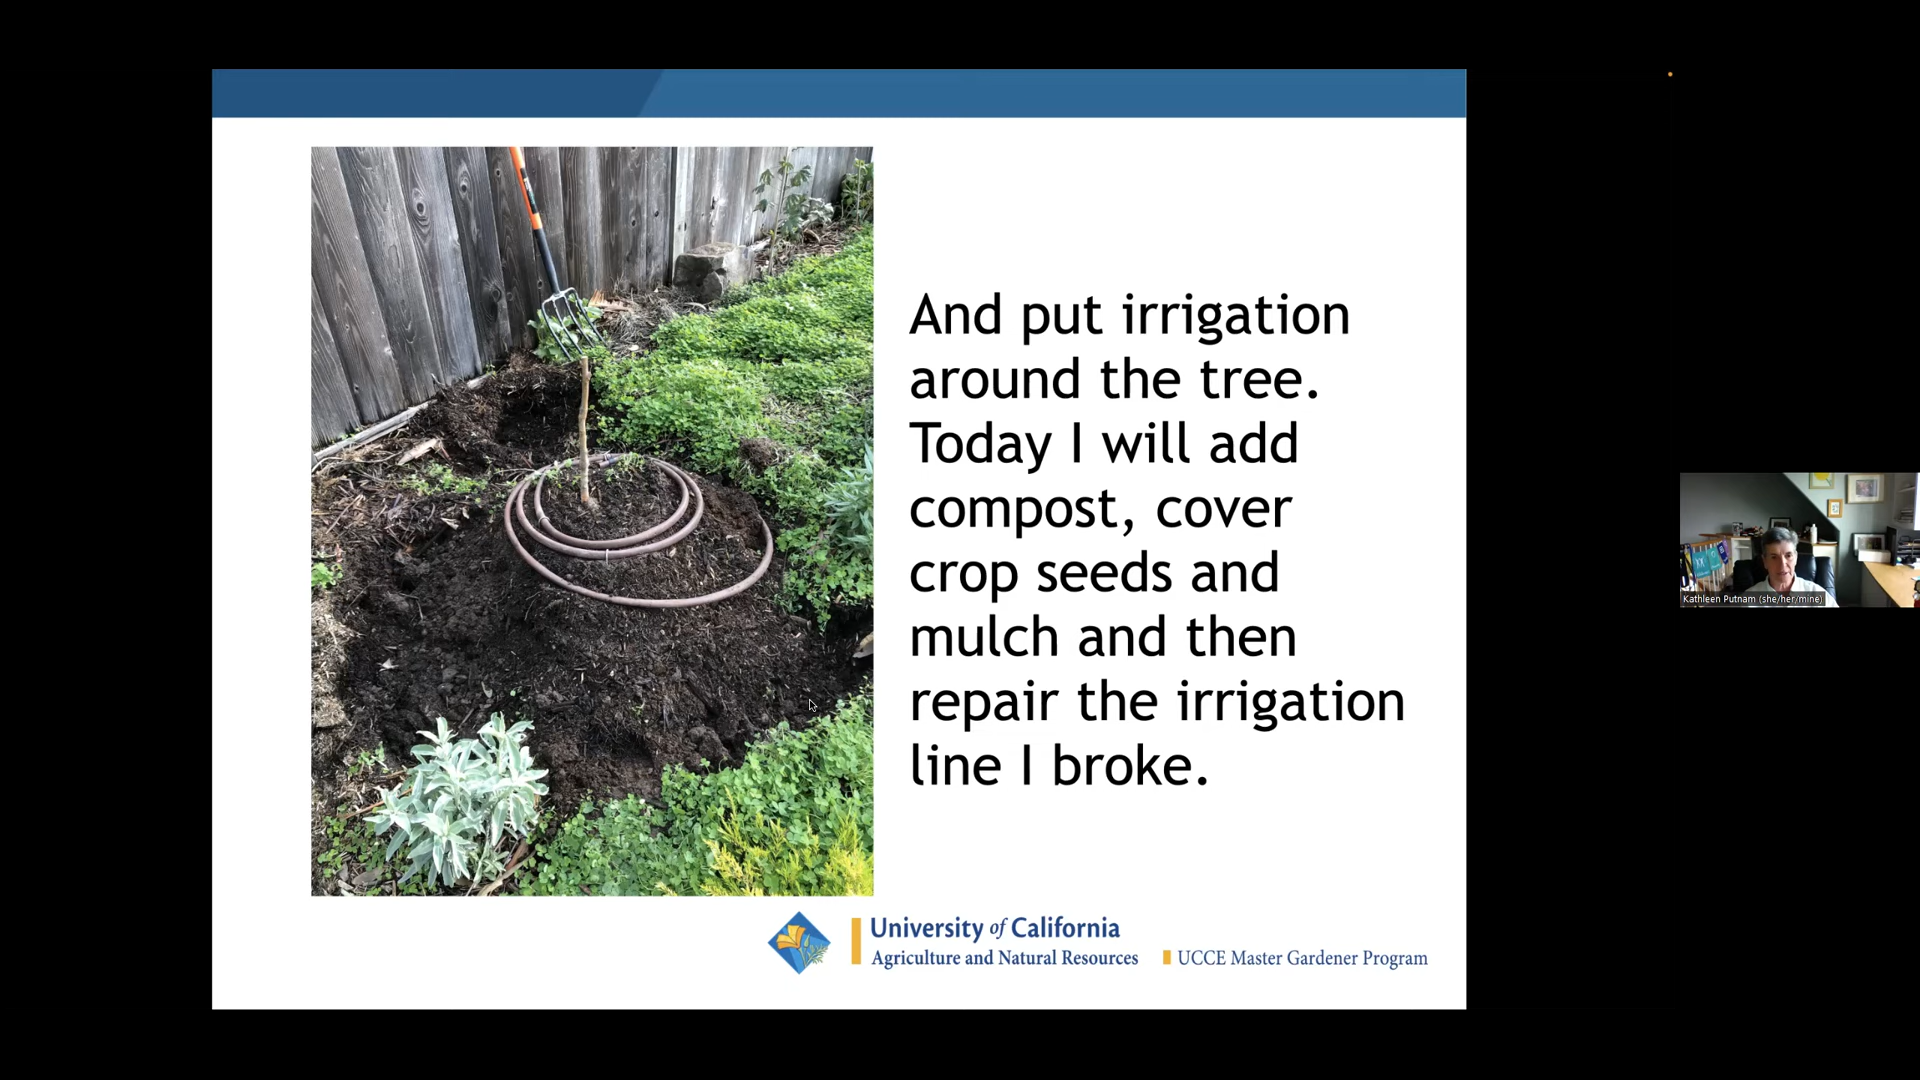 And put irrigation
around the tree.
Today I will add
compost, cover
crop seeds and
mulch and then
repair the irrigation
line I broke.
University of California
Agriculture and Natural Resources
UCCE Master Gardener Program
Kathleen Putnam (she/her/mine)